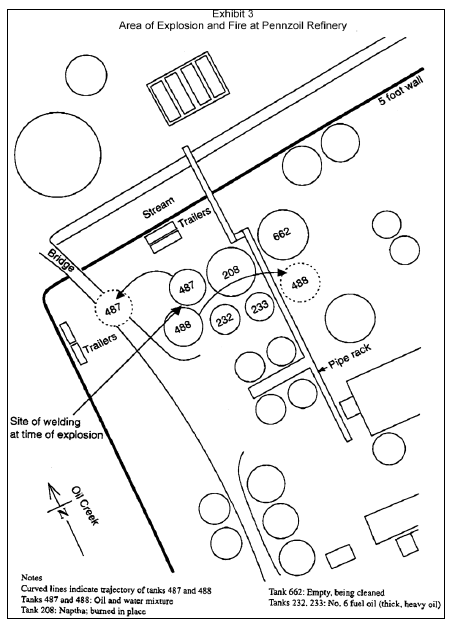 Exhibit 3
Area of Explosion and Fire at Pennzoil Refinery
5 foot wall
Stream
Trailers
Bridge
662
208
487
488
487
488
232
233
Trailers
Pipe rack
Site of welding
at time of explosion
Oil Creek
N
Notes
Curved lines indicate trajectory of tanks 487 and 488
Tanks 487 and 488: Oil and water mixture
Tank 208: Naptha; burned in place
Tank 662: Empty, being cleaned
Tanks 232, 233: No. 6 fuel oil (thick, heavy oil)